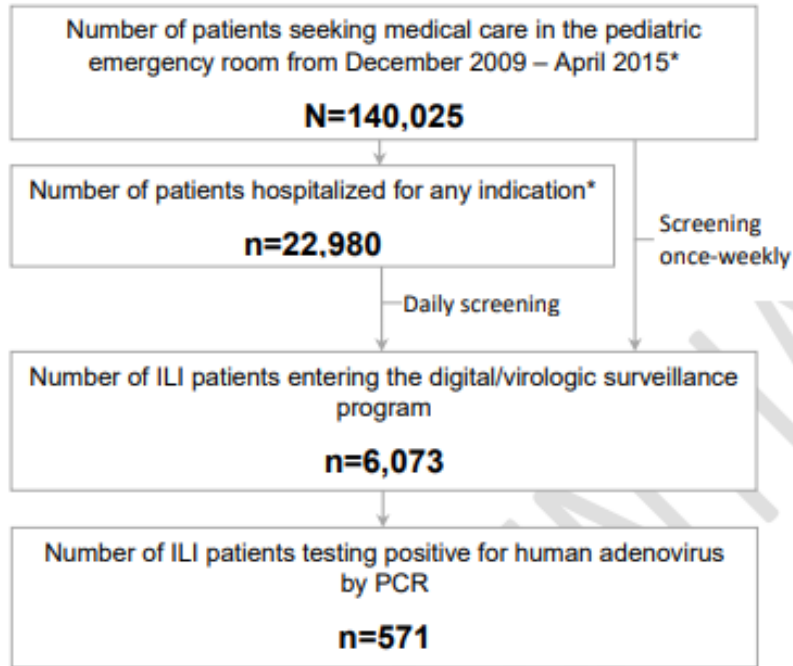 Number of patients seeking medical care in the pediatric
emergency room from December 2009 – April 2015*
N=140,025
Number of patients hospitalized for any indication*
n=22,980
Screening
once-weekly
Daily screening
Number of ILI patients entering the digital/virologic surveillance
program
n=6,073
Number of ILI patients testing positive for human adenovirus
by PCR
n=571